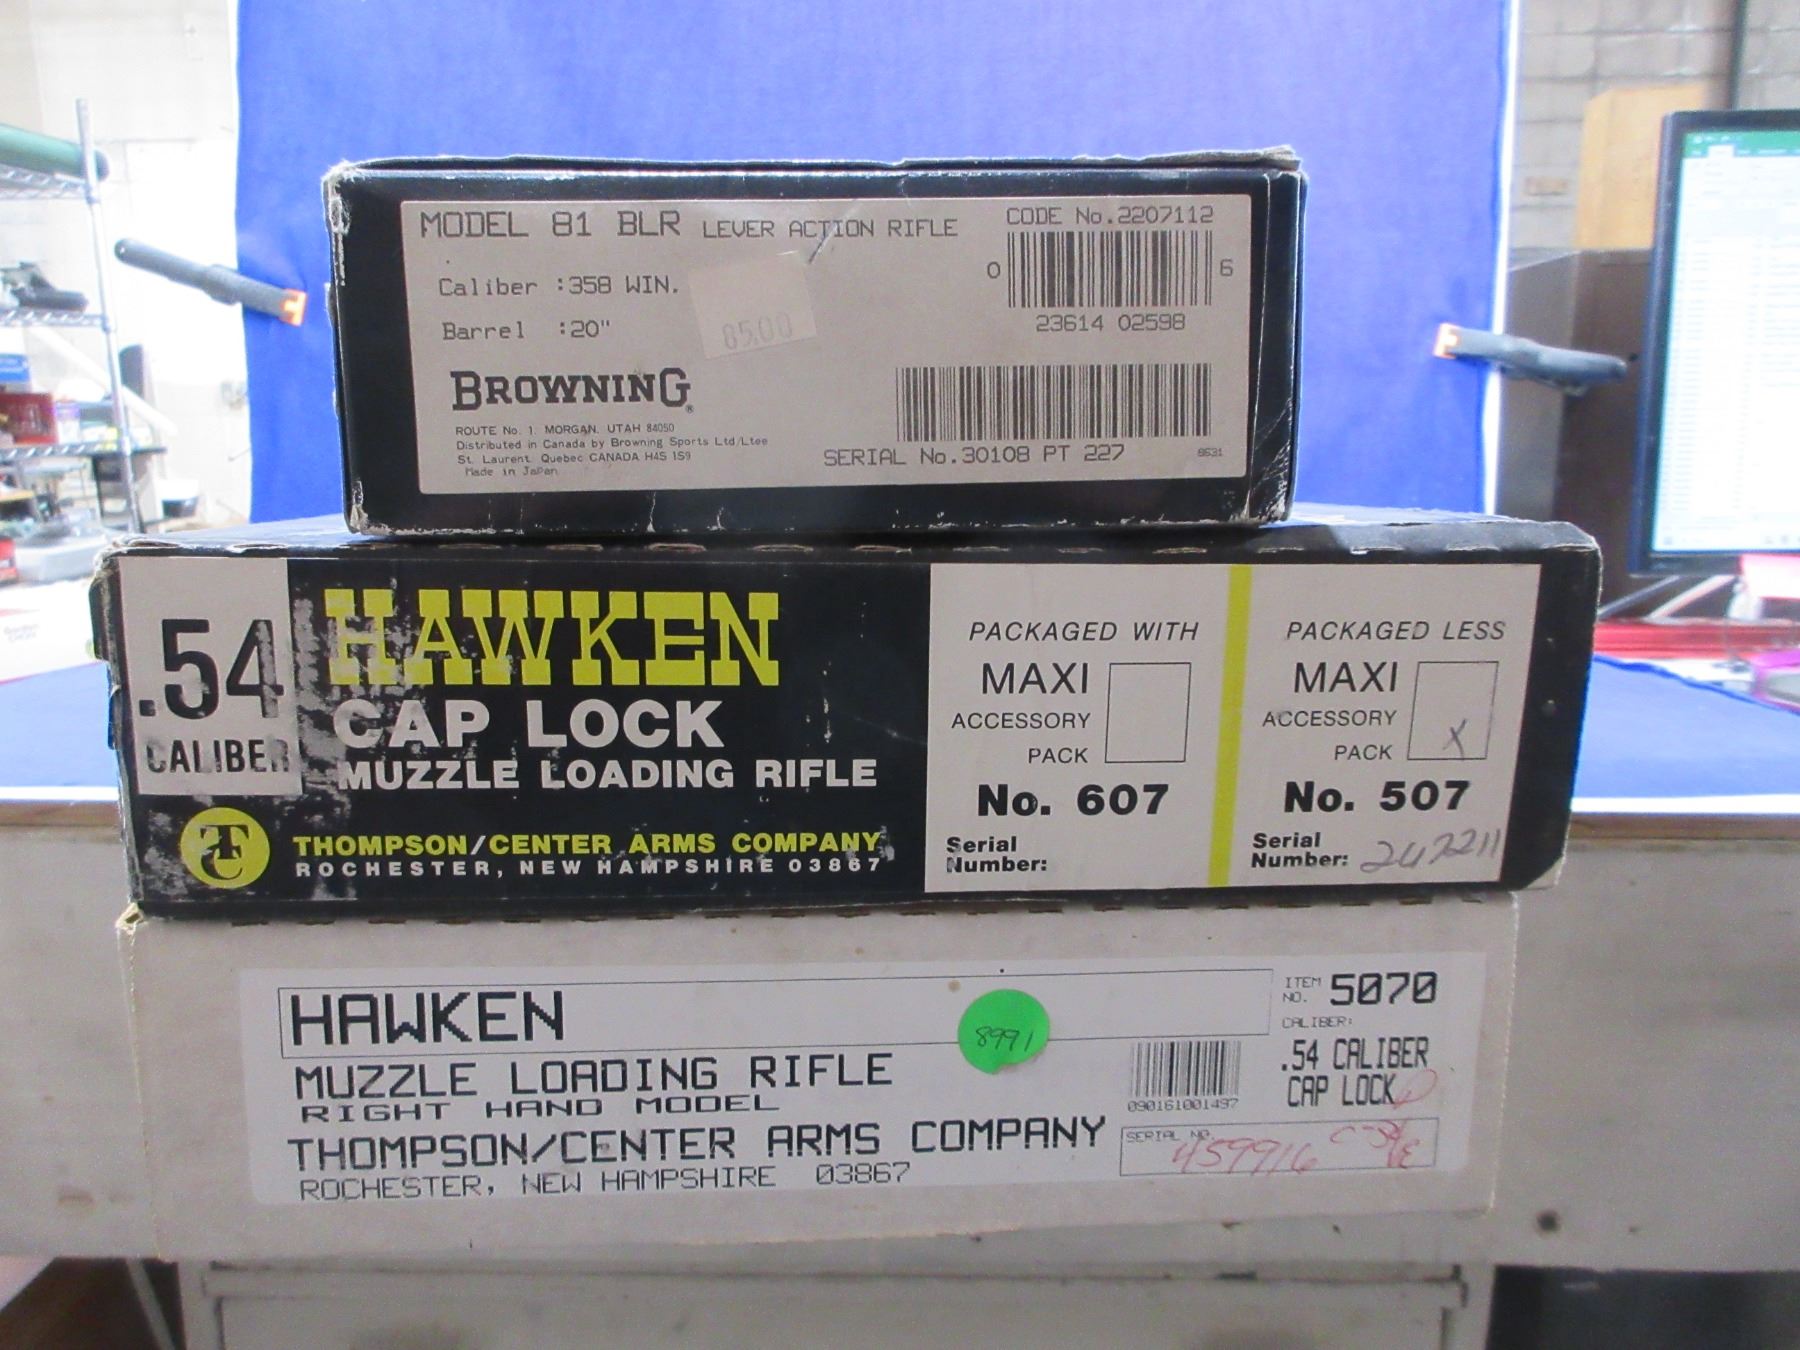 MODEL 81 BLR LEVER ACTION RIFLE
CODE No.2207112
Caliber :358 WIN.
Barrel :20"
85.00
0 6
23614 02598
BROWNING®
ROUTE No. 1. MORGAN. UTAH 84050
Distributed in Canada by Browning Sports Ltd/Ltee
St. Laurent Quebec CANADA H4S 1S9
Made in Japan
SERIAL No.30108 PT 227
8631
.54
CALIBER
HAWKEN
CAP LOCK
MUZZLE LOADING RIFLE
TC
THOMPSON/CENTER ARMS COMPANY
ROCHESTER, NEW HAMPSHIRE 03867
PACKAGED WITH
MAXI
ACCESSORY
PACK
No. 607
Serial
Number:
PACKAGED LESS
MAXI
ACCESSORY
PACK
X
No. 507
Serial
Number:
HAWKEN
MUZZLE LOADING RIFLE
RIGHT HAND MODEL
THOMPSON/CENTER ARMS COMPANY
ROCHESTER, NEW HAMPSHIRE 03867
8991
ITEM
NO. 5070
CALIBER:
.54 CALIBER
CAP LOCK
090161001497
SERIAL NO.
459916